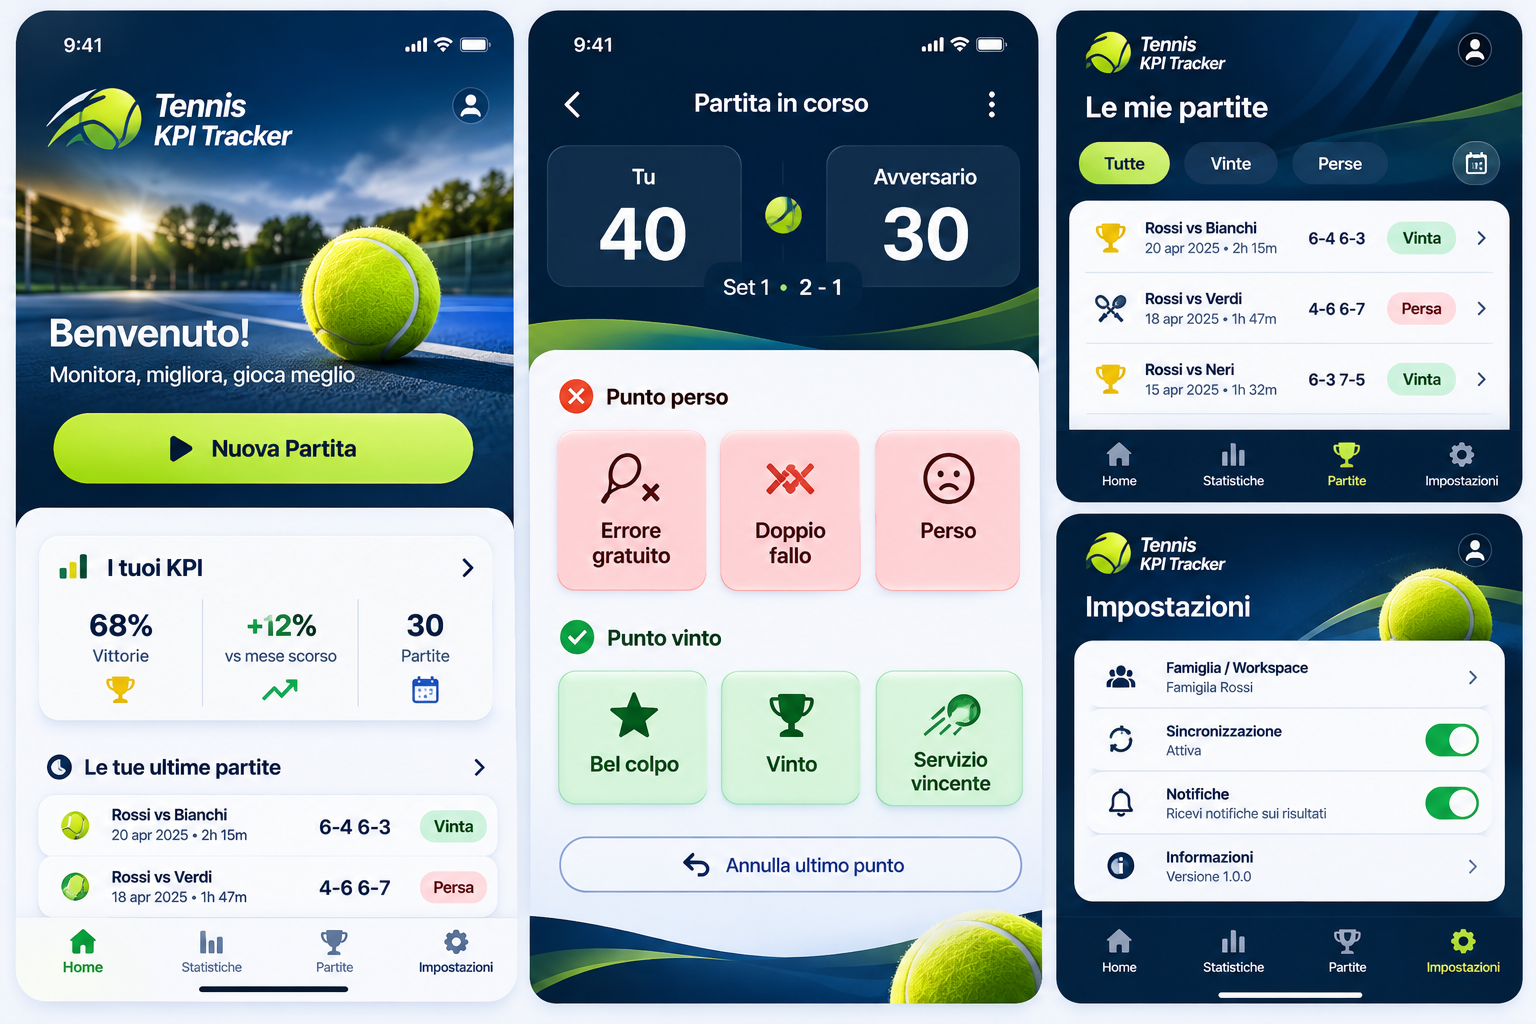 9:41
Tennis
KPI Tracker
Benvenuto!
Monitora, migliora, gioca meglio
Nuova Partita
I tuoi KPI
68%
Vittorie
+12%
vs mese scorso
30
Partite
Le tue ultime partite
Rossi vs Bianchi
20 apr 2025 • 2h 15m
6-4 6-3
Vinta
Rossi vs Verdi
18 apr 2025 • 1h 47m
4-6 6-7
Persa
Home
Statistiche
Partite
Impostazioni
9:41
Partita in corso
Tu
40
Avversario
30
Set 1 • 2 - 1
Punto perso
Errore
gratuito
Doppio
fallo
Perso
Punto vinto
Bel colpo
Vinto
Servizio
vincente
Annulla ultimo punto
Tennis
KPI Tracker
Le mie partite
Tutte
Vinte
Perse
Rossi vs Bianchi
20 apr 2025 • 2h 15m
6-4 6-3
Vinta
Rossi vs Verdi
18 apr 2025 • 1h 47m
4-6 6-7
Persa
Rossi vs Neri
15 apr 2025 • 1h 32m
6-3 7-5
Vinta
Home
Statistiche
Partite
Impostazioni
Tennis
KPI Tracker
Impostazioni
Famiglia / Workspace
Famigila Rossi
Sincronizzazione
Attiva
Notifiche
Ricevi notifiche sui risultati
Informazioni
Versione 1.0.0
Home
Statistiche
Partite
Impostazioni